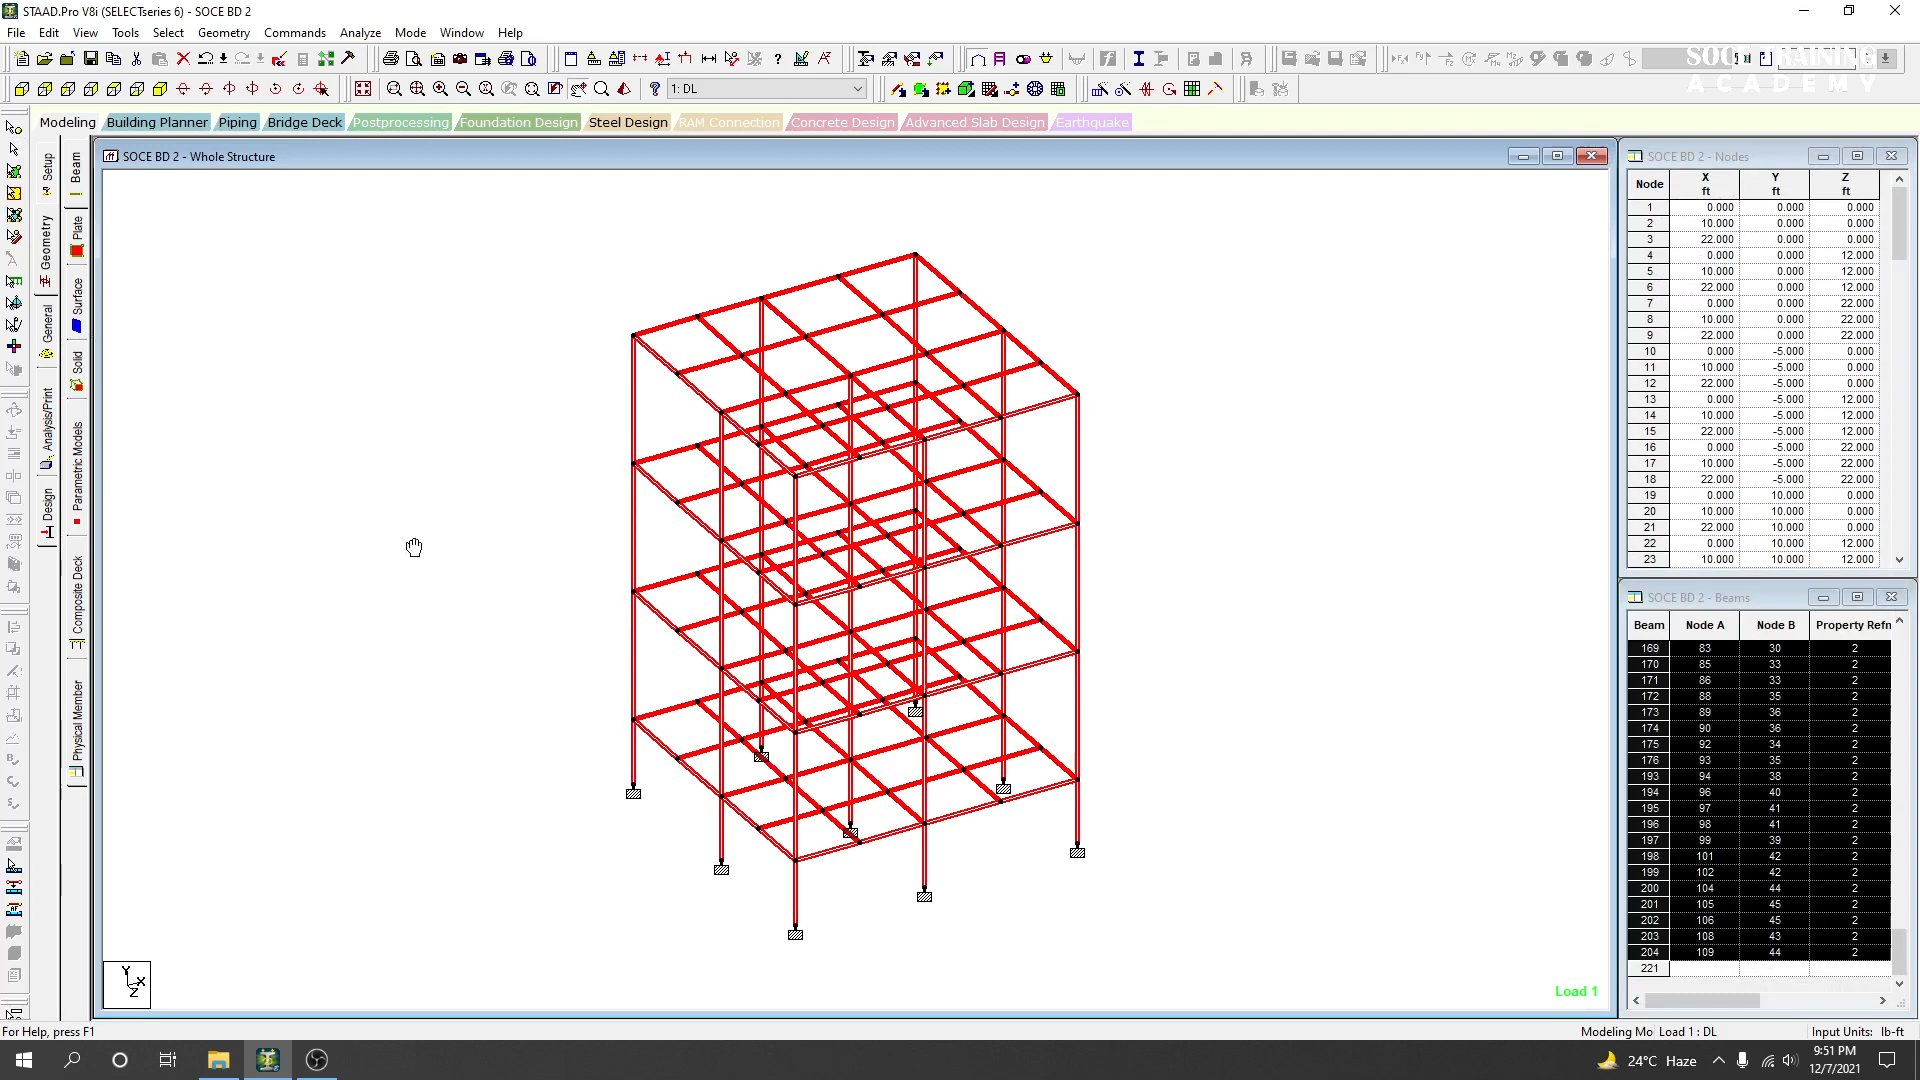 STAAD.Pro V8i (SELECTseries 6) - SOCE BD 2
File Edit View Tools Select Geometry Commands Analyze Mode Window Help
SOCE TRAINING
ACADEMY
1: DL
Modeling Building Planner Piping Bridge Deck Postprocessing Foundation Design Steel Design RAM Connection Concrete Design Advanced Slab Design Earthquake
Setup
Geometry
General
Analysis/Print
Design
Beam
Plate
Surface
Solid
Parametric Models
Composite Deck
Physical Member
SOCE BD 2 - Whole Structure
Y
X
Z
Load 1
SOCE BD 2 - Nodes
Node X ft Y ft Z ft
1 0.000 0.000 0.000
2 10.000 0.000 0.000
3 22.000 0.000 0.000
4 0.000 0.000 12.000
5 10.000 0.000 12.000
6 22.000 0.000 12.000
7 0.000 0.000 22.000
8 10.000 0.000 22.000
9 22.000 0.000 22.000
10 0.000 -5.000 0.000
11 10.000 -5.000 0.000
12 22.000 -5.000 0.000
13 0.000 -5.000 12.000
14 10.000 -5.000 12.000
15 22.000 -5.000 12.000
16 0.000 -5.000 22.000
17 10.000 -5.000 22.000
18 22.000 -5.000 22.000
19 0.000 10.000 0.000
20 10.000 10.000 0.000
21 22.000 10.000 0.000
22 0.000 10.000 12.000
23 10.000 10.000 12.000
SOCE BD 2 - Beams
Beam Node A Node B Property Refn
169 83 30 2
170 85 33 2
171 86 33 2
172 88 35 2
173 89 36 2
174 90 36 2
175 92 34 2
176 93 35 2
193 94 38 2
194 96 40 2
195 97 41 2
196 98 41 2
197 99 39 2
198 101 42 2
199 102 42 2
200 104 44 2
201 105 45 2
202 106 45 2
203 108 43 2
204 109 44 2
221
For Help, press F1
Modeling Mo Load 1 : DL Input Units: lb-ft
24°C Haze
9:51 PM
12/7/2021